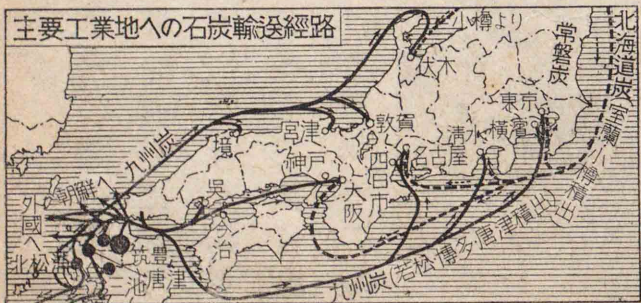 主要工業地への石炭輸送經路
小樽より
伏木
常磐炭
東京
北海道炭(室蘭小樽積出)
九州炭
境
宮津
敦賀
清水
横濱
名古屋
四日市
神戸
大阪
呉
今治
朝鮮へ
外國へ
北松浦
筑豊
唐津
三池
九州炭(若松・博多・唐津積出)